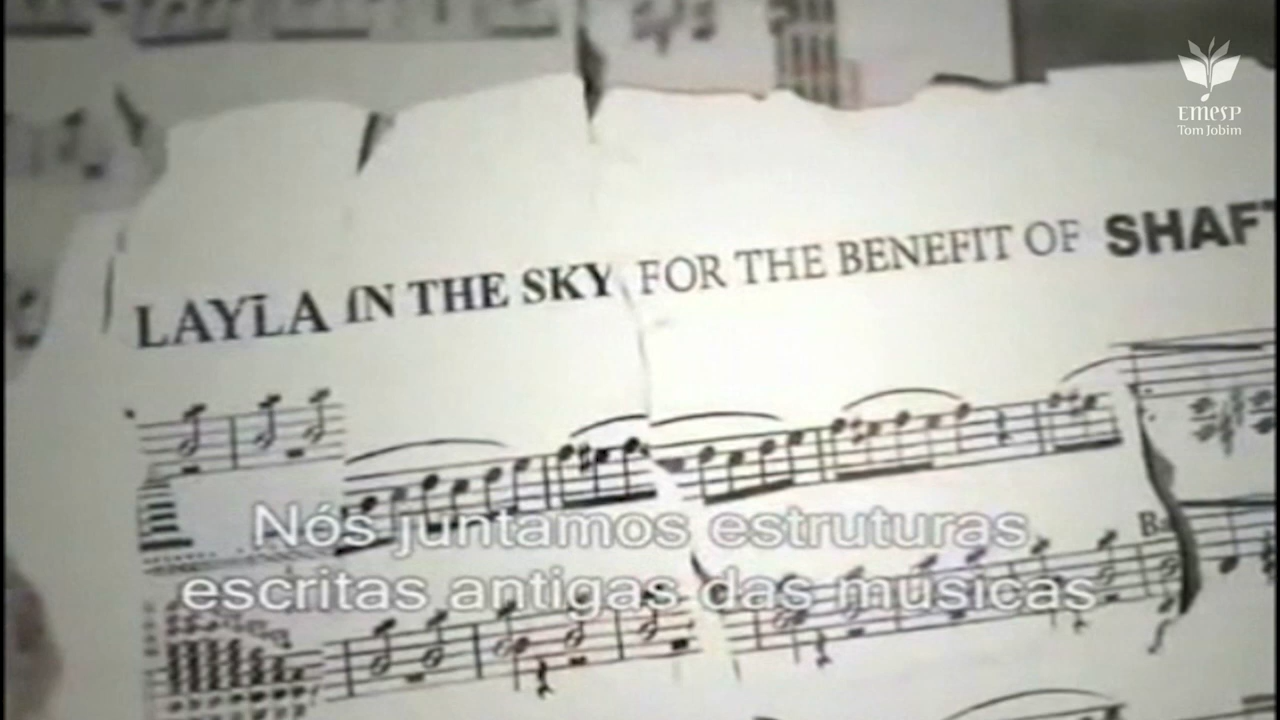 EMESP
Tom Jobim
LAYLA IN THE SKY FOR THE BENEFIT OF SHAFT
Nós juntamos estruturas
escritas antigas das músicas